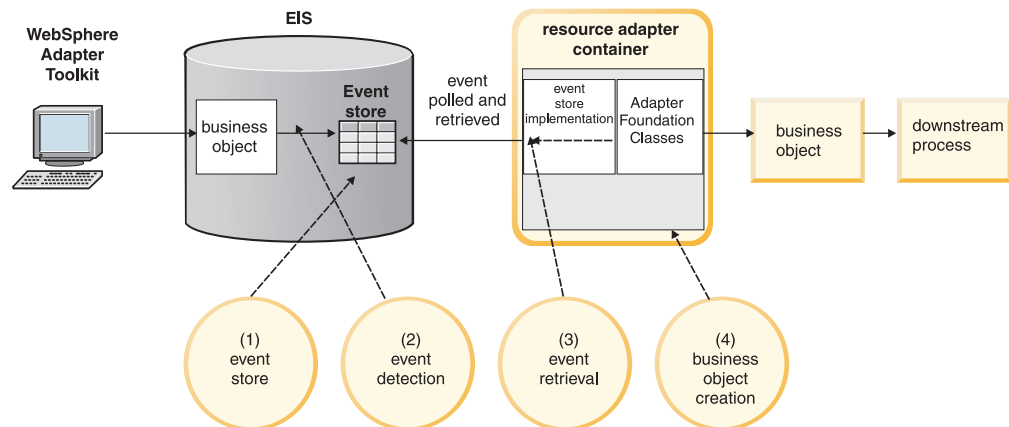 WebSphere
Adapter
Toolkit
EIS
business
object
Event
store
event
polled and
retrieved
resource adapter
container
event
store
implementation
Adapter
Foundation
Classes
business
object
downstream
process
(1)
event
store
(2)
event
detection
(3)
event
retrieval
(4)
business
object
creation